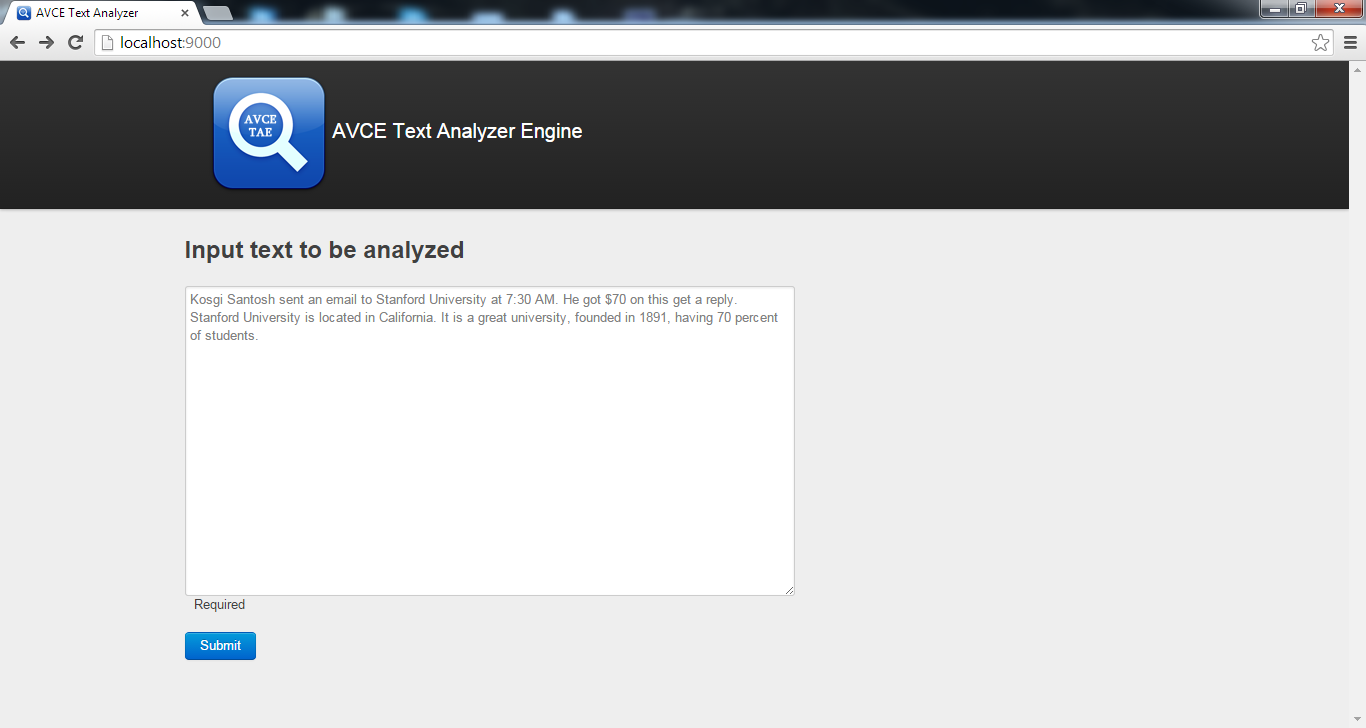 AVCE Text Analyzer
localhost:9000
AVCE
TAE
AVCE Text Analyzer Engine
Input text to be analyzed
Kosgi Santosh sent an email to Stanford University at 7:30 AM. He got $70 on this get a reply.
Stanford University is located in California. It is a great university, founded in 1891, having 70 percent
of students.
Required
Submit